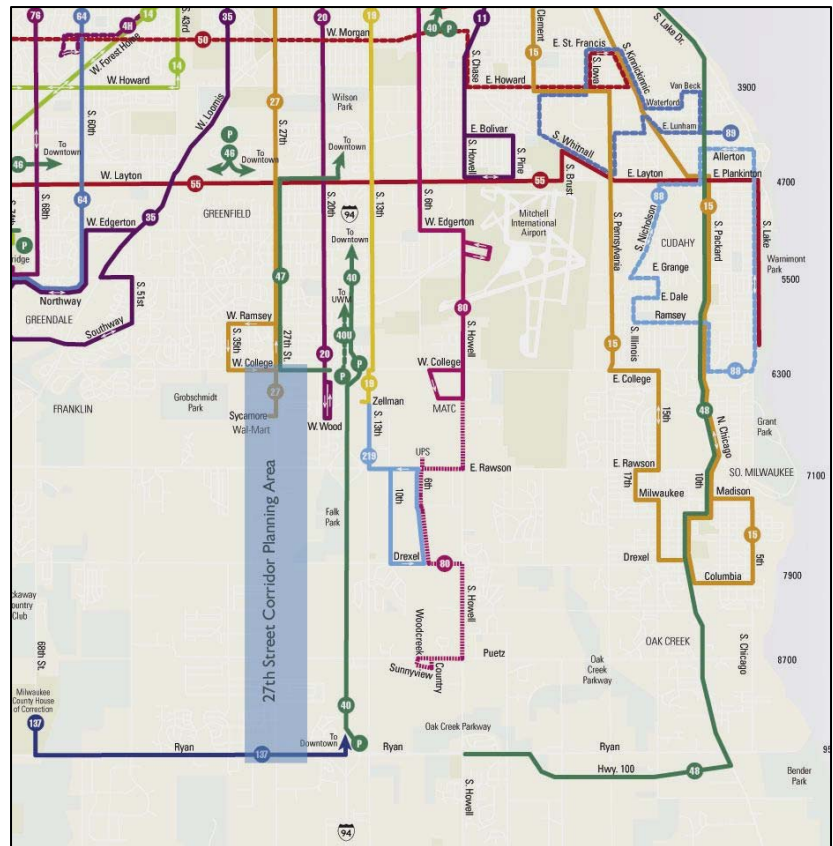 76
64
4H
14
S. 43rd
35
20
19
40
P
11
Clement
S. Lake Dr.
W. Forest Home
50
W. Morgan
15
E. St. Francis
S. Kinnickinnic
W. Howard
14
S. Chase
E. Howard
S. Iowa
Van Beck
3900
S. 60th
W. Loomis
27
S. 27th
Wilson
Park
Waterford
To
Downtown
P
46
To
Downtown
To
Downtown
E. Bolivar
S. Howell
S. Pine
S. Whitnall
E. Lunham
89
46
Allerton
W. Layton
55
55
S. Brust
E. Layton
E. Plankinton
4700
S. 68th
64
S. 74th
W. Edgerton
35
GREENFIELD
S. 20th
94
S. 13th
S. 6th
W. Edgerton
Mitchell
International
Airport
S. Pennsylvania
88
S. Nicholson
15
CUDAHY
S. Packard
S. Lake
Warnimont
Park
P
ridge
To
Downtown
E. Grange
5500
Northway
S. 51st
47
40
To
UWM
E. Dale
GREENDALE
Southway
W. Ramsey
S. 35th
27th St.
40U
80
S. Howell
Ramsey
S. Illinois
15
W. College
20
P
P
W. College
88
6300
E. College
27
19
Zellman
MATC
48
FRANKLIN
Grobschmidt
Park
Sycamore
Wal-Mart
W. Wood
S. 13th
15th
N. Chicago
Grant
Park
219
UPS
E. Rawson
E. Rawson
10th
SO. MILWAUKEE
7100
27th Street Corridor Planning Area
10th
6th
17th
Milwaukee
Madison
Falk
Park
15
5th
Drexel
80
Drexel
Columbia
7900
ckaway
ountry
Club
S. Howell
68th St.
Woodcreek
Country
Sunnyview
Puetz
OAK CREEK
S. Chicago
8700
Oak
Creek
Parkway
Milwaukee
County House
of Correction
40
Oak Creek Parkway
137
To
Downtown
P
Ryan
137
Ryan
Ryan
95
Hwy. 100
48
Bender
Park
S. Howell
94